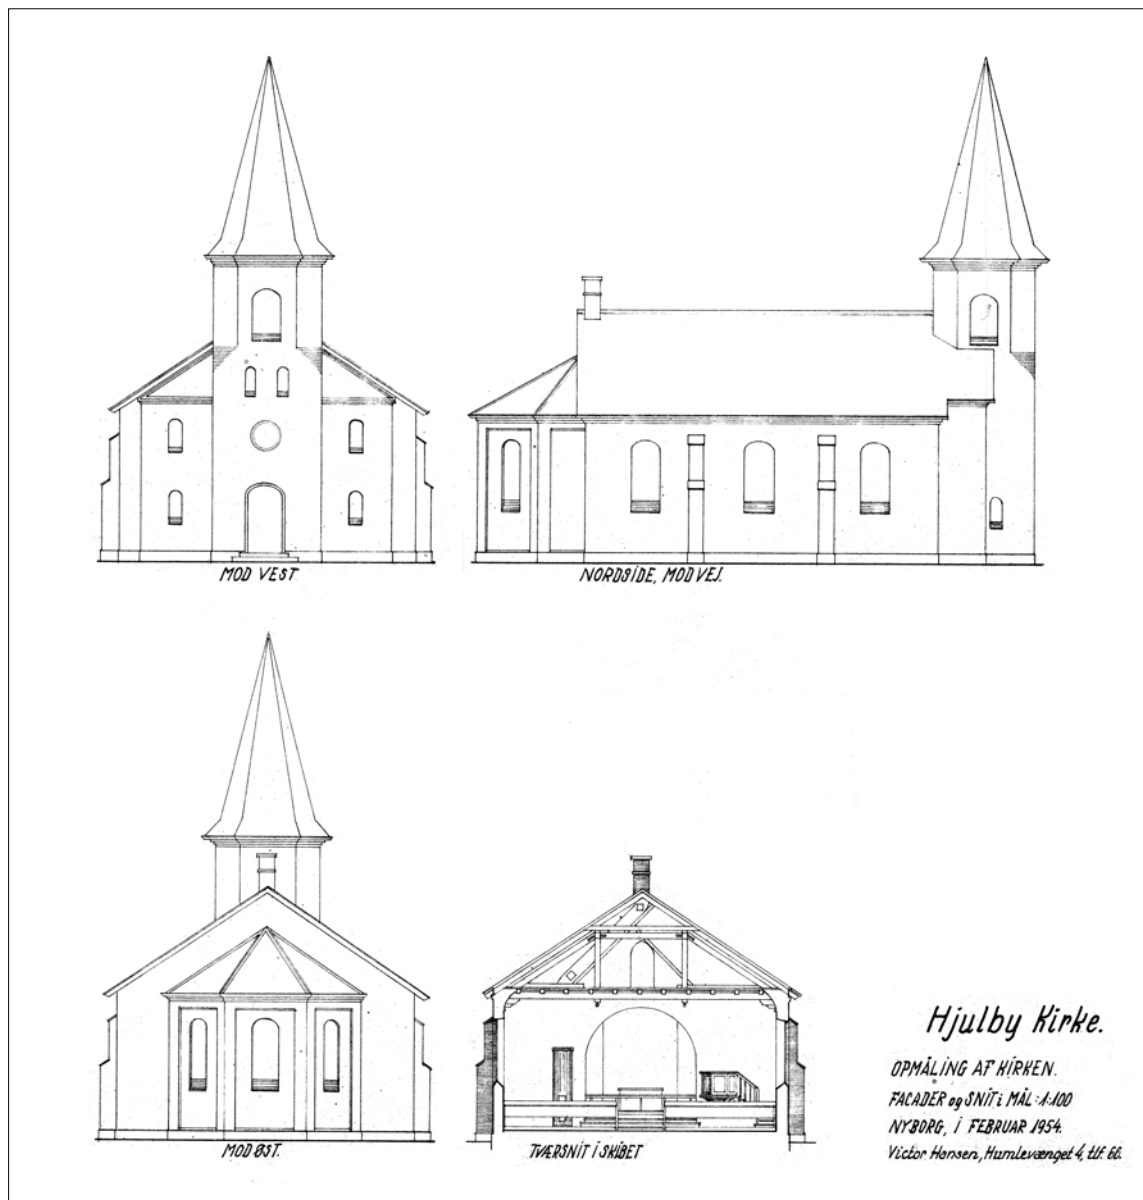 MOD VEST.
NORDSIDE, MOD VEJ.
MOD ØST.
TVÆRSNIT I SKIBET
Hjulby Kirke.
OPMÅLING AF KIRKEN.
FACADER og SNIT i MÅL 1:100
NYBORG, I FEBRUAR 1954.
Victor Hansen, Humlevænget 4, tlf. 66.